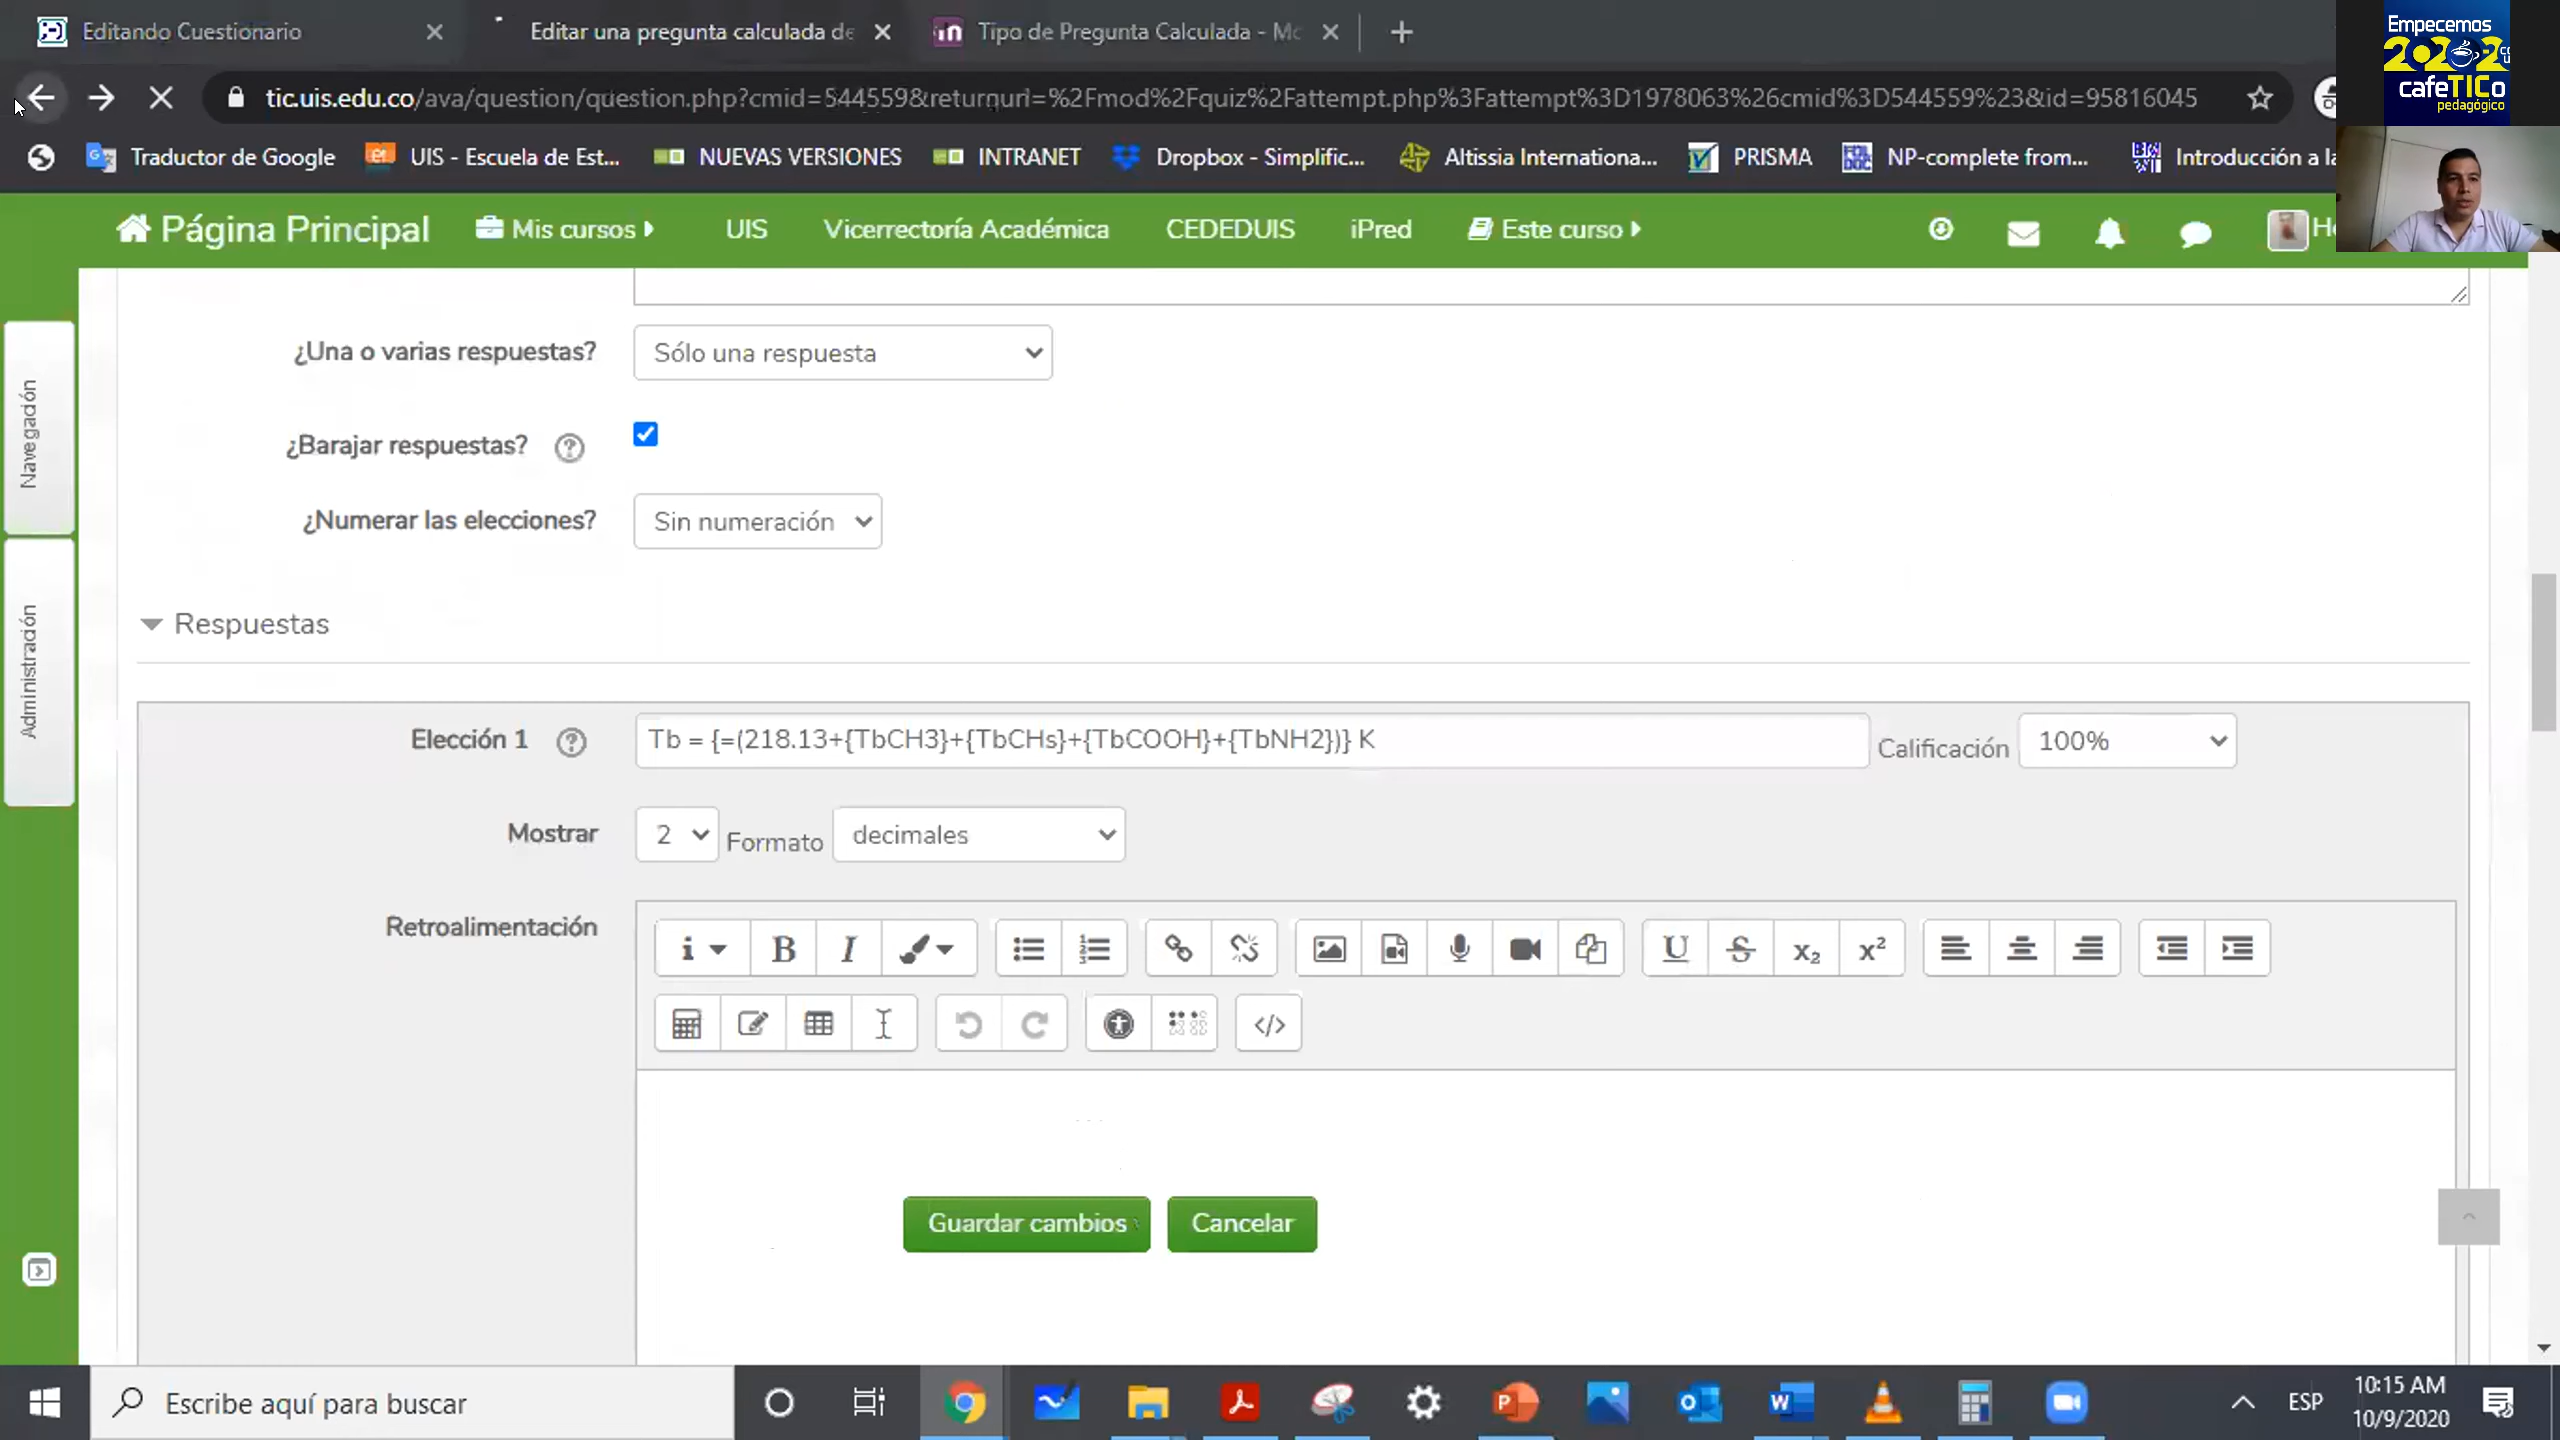 Editando Cuestionario
Editar una pregunta calculada de
Tipo de Pregunta Calculada - Mo
Empecemos
2022
cafeTICo
pedagógico
tic.uis.edu.co/ava/question/question.php?cmid=544559&returnurl=%2Fmod%2Fquiz%2Fattempt.php%3Fattempt%3D1978063%26cmid%3D544559%23&id=95816045
Traductor de Google
UIS - Escuela de Est...
NUEVAS VERSIONES
INTRANET
Dropbox - Simplific...
Altissia Internationa...
PRISMA
NP-complete from...
Introducción a la
Página Principal
Mis cursos
UIS
Vicerrectoría Académica
CEDEDUIS
iPred
Este curso
He
Navegación
Administración
¿Una o varias respuestas?
Sólo una respuesta
¿Barajar respuestas?
¿Numerar las elecciones?
Sin numeración
Respuestas
Elección 1
Tb = {=(218.13+{TbCH3}+{TbCHs}+{TbCOOH}+{TbNH2})} K
Calificación
100%
Mostrar
2
Formato
decimales
Retroalimentación
Guardar cambios
Cancelar
Escribe aquí para buscar
ESP
10:15 AM
10/9/2020